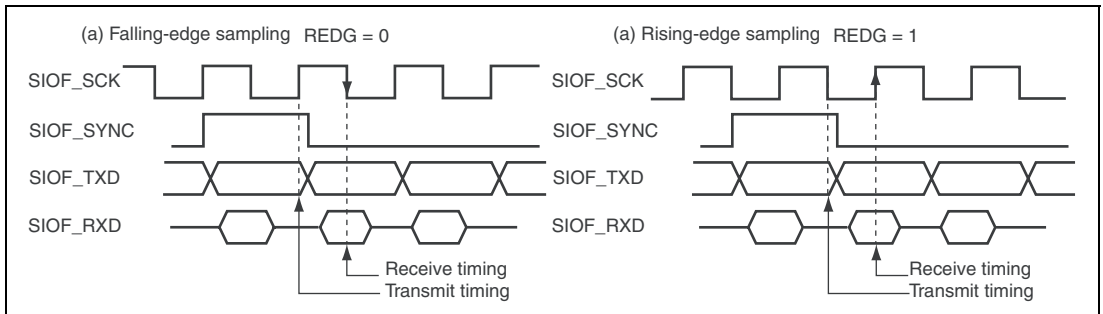 (a) Falling-edge sampling REDG = 0
SIOF_SCK
SIOF_SYNC
SIOF_TXD
SIOF_RXD
Receive timing
Transmit timing
(a) Rising-edge sampling REDG = 1
SIOF_SCK
SIOF_SYNC
SIOF_TXD
SIOF_RXD
Receive timing
Transmit timing